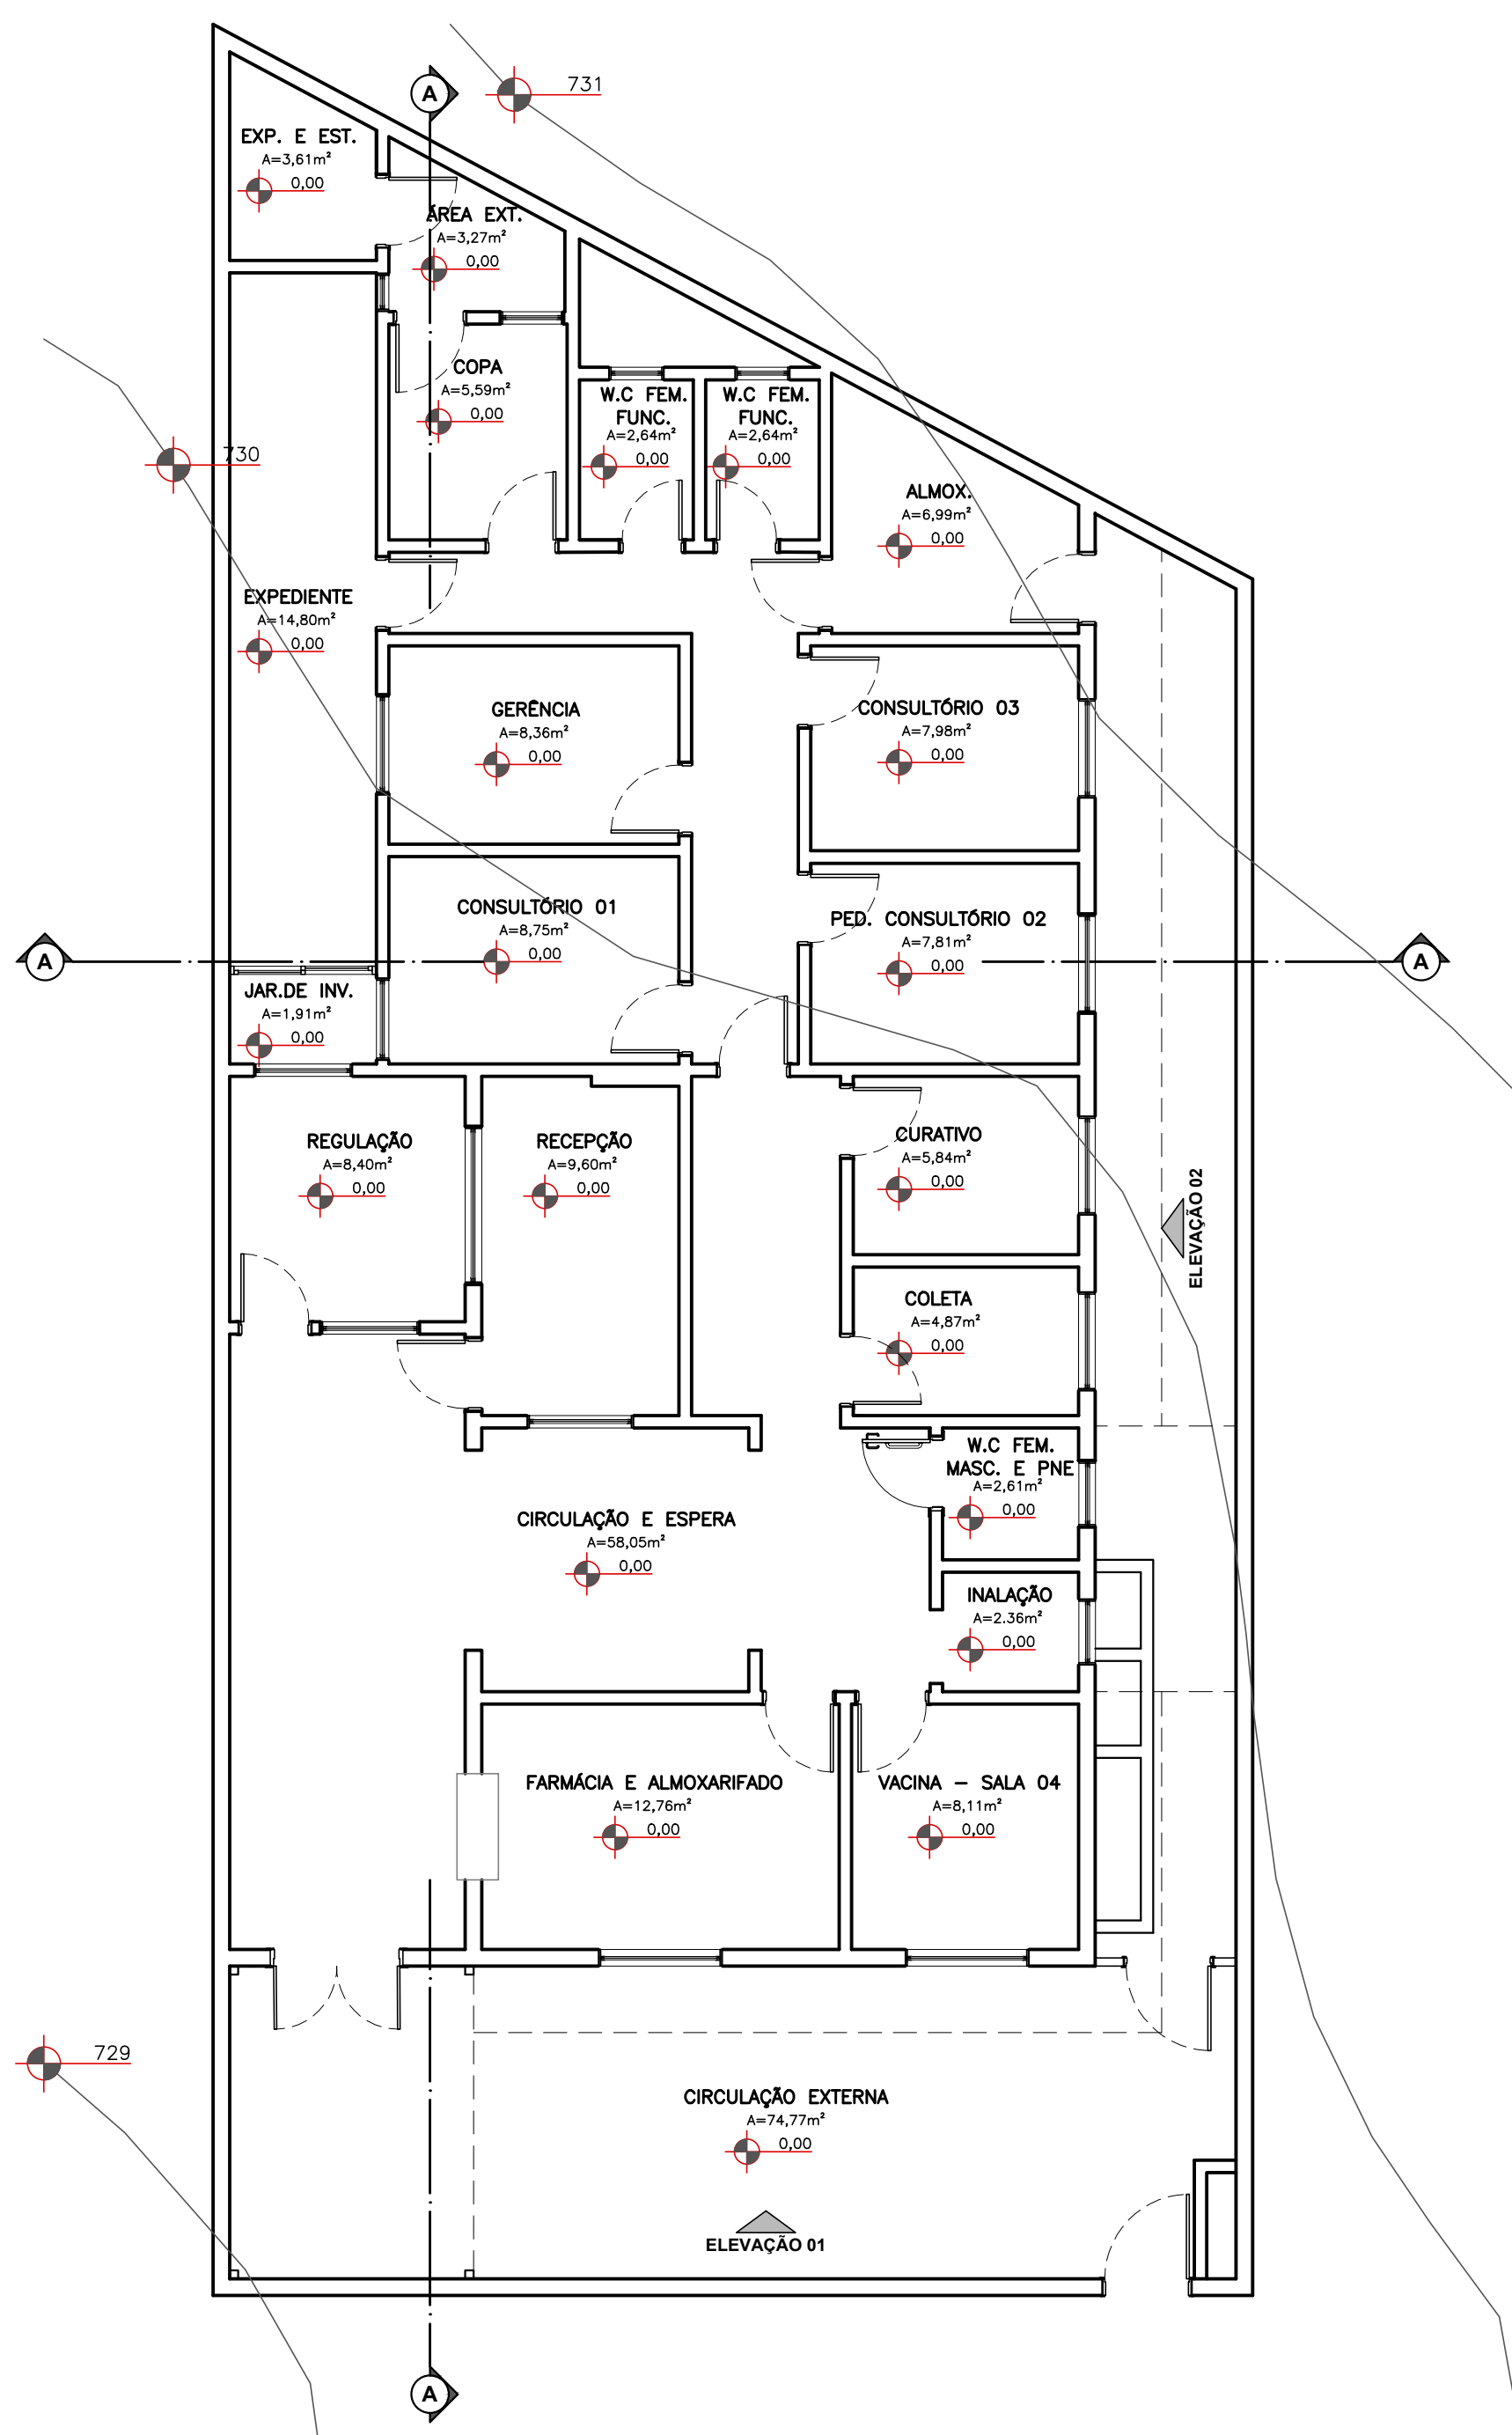 A
731
EXP. E EST.
A=3,61m²
0,00
ÁREA EXT.
A=3,27m²
0,00
COPA
A=5,59m²
0,00
W.C FEM.
FUNC.
A=2,64m²
0,00
W.C FEM.
FUNC.
A=2,64m²
0,00
730
ALMOX.
A=6,99m²
0,00
EXPEDIENTE
A=14,80m²
0,00
GERÊNCIA
A=8,36m²
0,00
CONSULTÓRIO 03
A=7,98m²
0,00
CONSULTÓRIO 01
A=8,75m²
0,00
PED. CONSULTÓRIO 02
A=7,81m²
0,00
A
A
JAR.DE INV.
A=1,91m²
0,00
REGULAÇÃO
A=8,40m²
0,00
RECEPÇÃO
A=9,60m²
0,00
CURATIVO
A=5,84m²
0,00
ELEVAÇÃO 02
COLETA
A=4,87m²
0,00
W.C FEM.
MASC. E PNE
A=2,61m²
0,00
CIRCULAÇÃO E ESPERA
A=58,05m²
0,00
INALAÇÃO
A=2.36m²
0,00
FARMÁCIA E ALMOXARIFADO
A=12,76m²
0,00
VACINA – SALA 04
A=8,11m²
0,00
729
CIRCULAÇÃO EXTERNA
A=74,77m²
0,00
ELEVAÇÃO 01
A